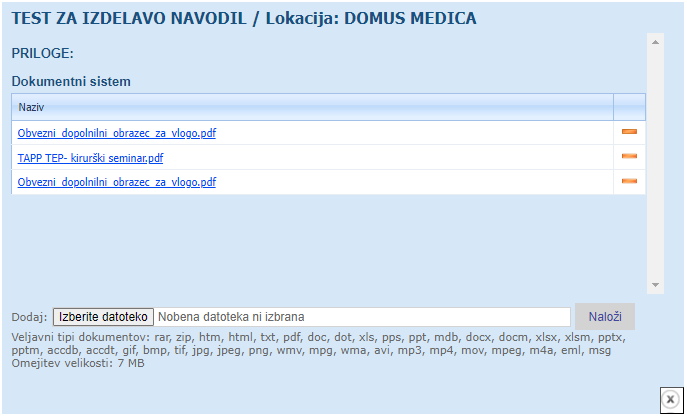 TEST ZA IZDELAVO NAVODIL / Lokacija: DOMUS MEDICA
PRILOGE:
Dokumentni sistem
Naziv
Obvezni_dopolnilni_obrazec_za_vlogo.pdf
TAPP TEP- kirurški seminar.pdf
Obvezni_dopolnilni_obrazec_za_vlogo.pdf
Dodaj: Izberite datoteko Nobena datoteka ni izbrana Naloži
Veljavni tipi dokumentov: rar, zip, htm, html, txt, pdf, doc, dot, xls, pps, ppt, mdb, docx, docm, xlsx, xlsm, pptx,
pptm, accdb, accdt, gif, bmp, tif, jpg, jpeg, png, wmv, mpg, wma, avi, mp3, mp4, mov, mpeg, m4a, eml, msg
Omejitev velikosti: 7 MB